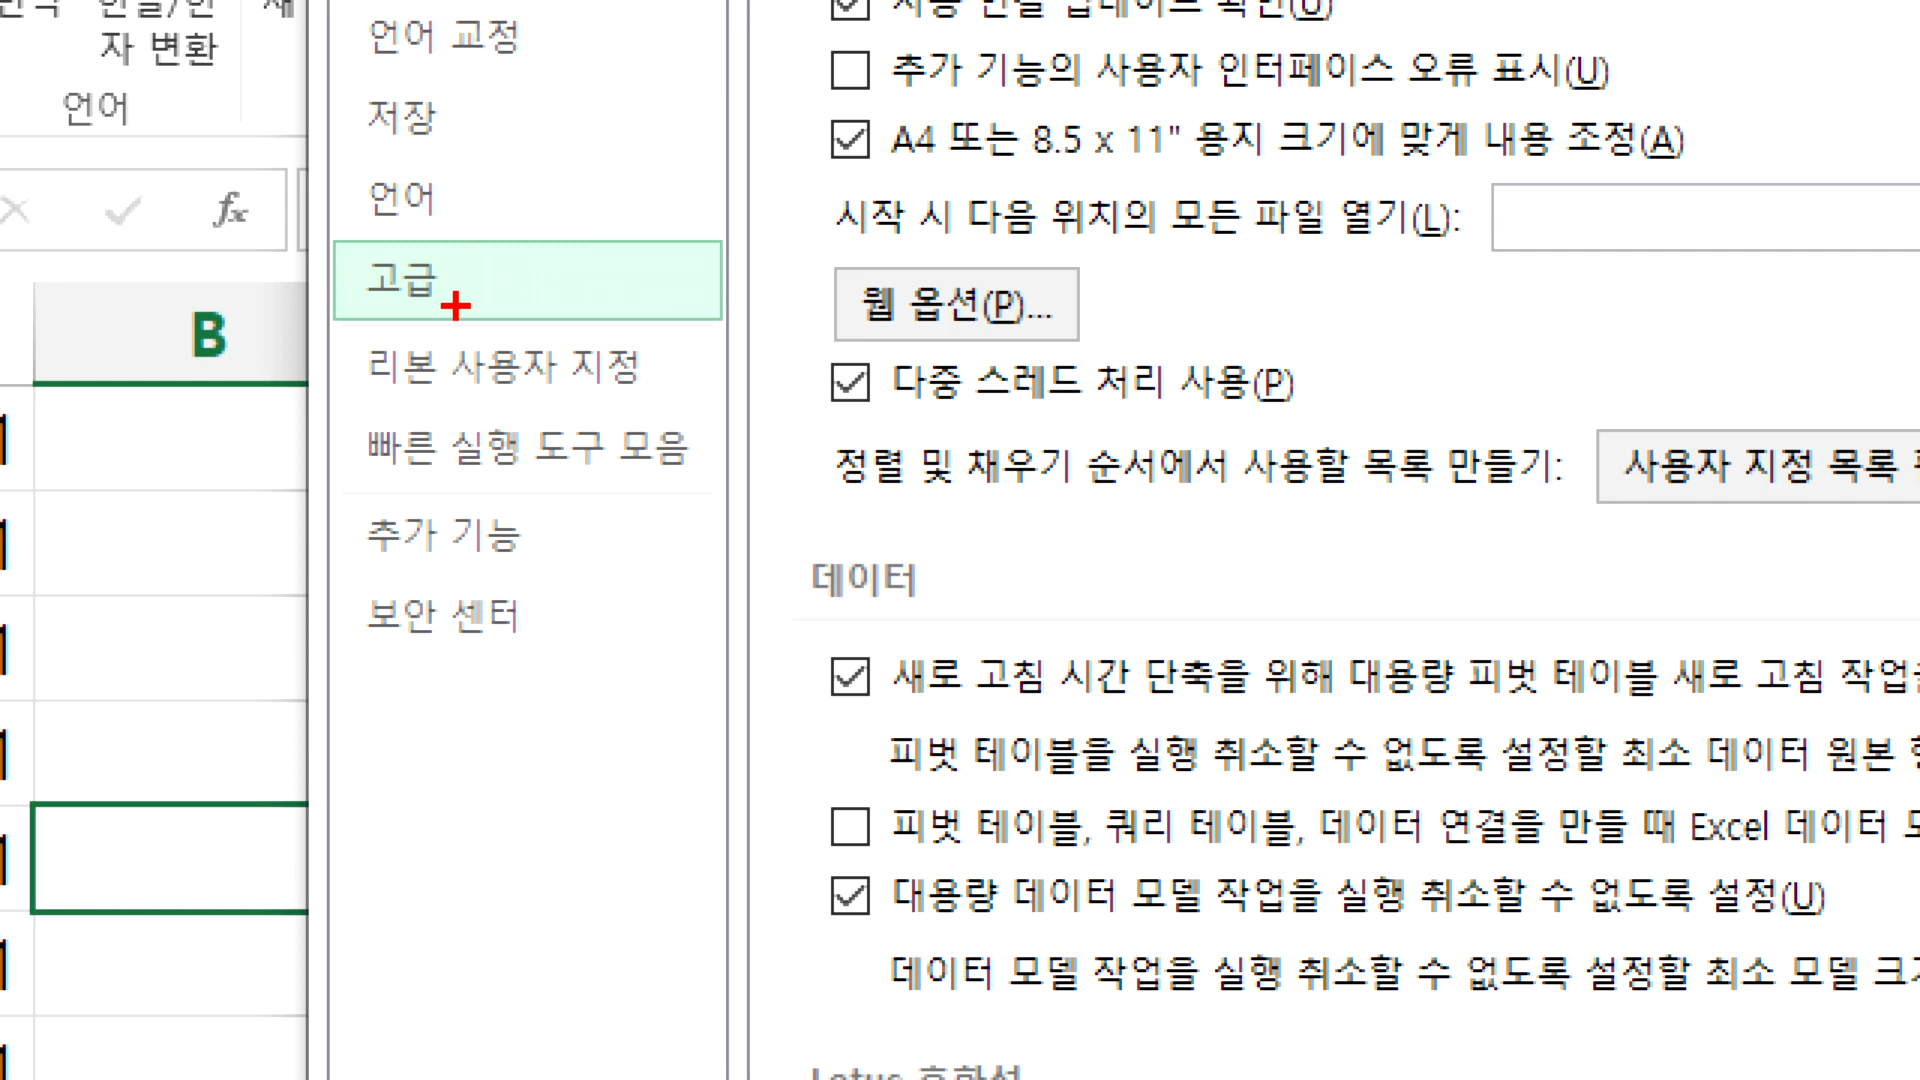 자 변환
언어
fx
B
언어 교정
저장
언어
고급
리본 사용자 지정
빠른 실행 도구 모음
추가 기능
보안 센터
추가 기능의 사용자 인터페이스 오류 표시(U)
A4 또는 8.5 x 11" 용지 크기에 맞게 내용 조정(A)
시작 시 다음 위치의 모든 파일 열기(L):
웹 옵션(P)...
다중 스레드 처리 사용(P)
정렬 및 채우기 순서에서 사용할 목록 만들기:
사용자 지정 목록
데이터
새로 고침 시간 단축을 위해 대용량 피벗 테이블 새로 고침 작업
피벗 테이블을 실행 취소할 수 없도록 설정할 최소 데이터 원본
피벗 테이블, 쿼리 테이블, 데이터 연결을 만들 때 Excel 데이터
대용량 데이터 모델 작업을 실행 취소할 수 없도록 설정(U)
데이터 모델 작업을 실행 취소할 수 없도록 설정할 최소 모델